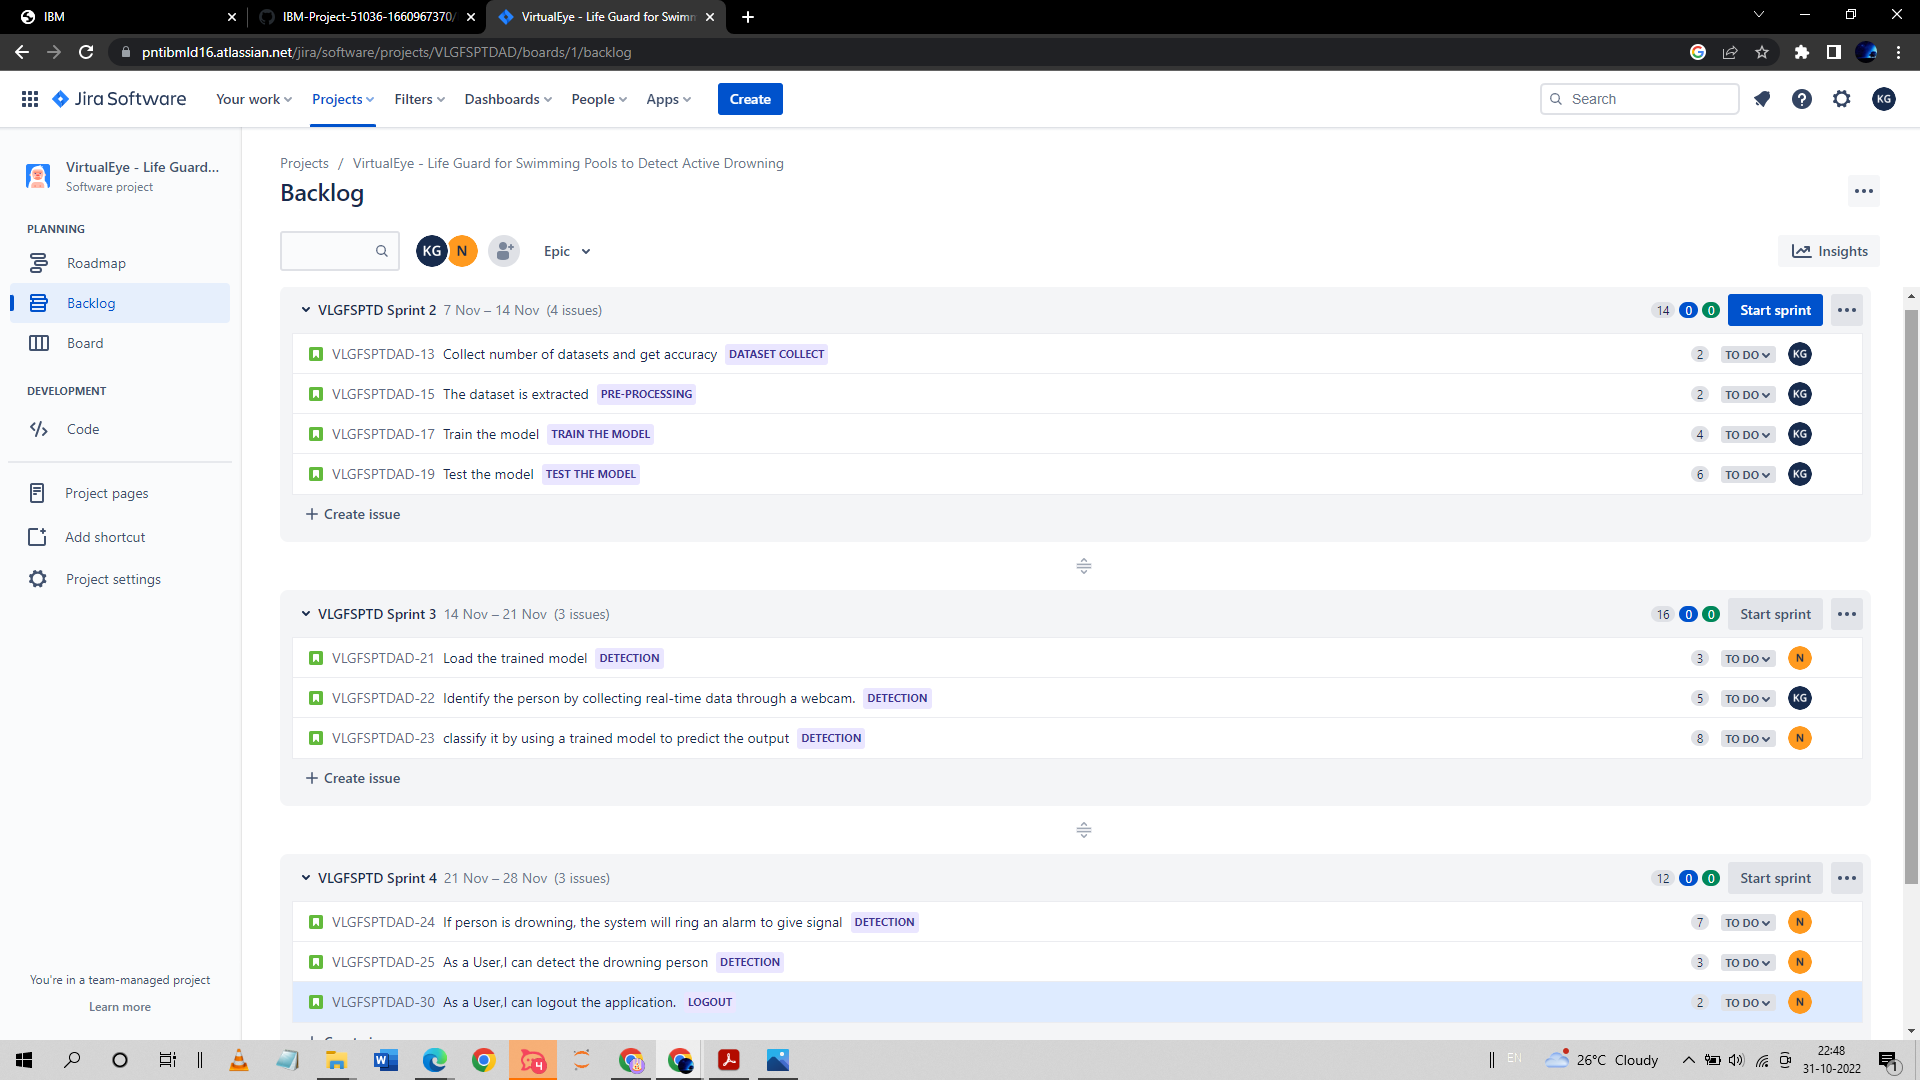 IBM
IBM-Project-51036-1660967370/
VirtualEye - Life Guard for Swimm
pntibmld16.atlassian.net/jira/software/projects/VLGFSPTDAD/boards/1/backlog
Jira Software
Your work
Projects
Filters
Dashboards
People
Apps
Create
Search
KG
VirtualEye - Life Guard...
Software project
PLANNING
Roadmap
Backlog
Board
DEVELOPMENT
Code
Project pages
Add shortcut
Project settings
You're in a team-managed project
Learn more
Projects / VirtualEye - Life Guard for Swimming Pools to Detect Active Drowning
Backlog
KG N Epic
Insights
VLGFSPTD Sprint 2 7 Nov – 14 Nov (4 issues) 14 0 0 Start sprint
VLGFSPTDAD-13 Collect number of datasets and get accuracy DATASET COLLECT 2 TO DO KG
VLGFSPTDAD-15 The dataset is extracted PRE-PROCESSING 2 TO DO KG
VLGFSPTDAD-17 Train the model TRAIN THE MODEL 4 TO DO KG
VLGFSPTDAD-19 Test the model TEST THE MODEL 6 TO DO KG
+ Create issue
VLGFSPTD Sprint 3 14 Nov – 21 Nov (3 issues) 16 0 0 Start sprint
VLGFSPTDAD-21 Load the trained model DETECTION 3 TO DO N
VLGFSPTDAD-22 Identify the person by collecting real-time data through a webcam. DETECTION 5 TO DO KG
VLGFSPTDAD-23 classify it by using a trained model to predict the output DETECTION 8 TO DO N
+ Create issue
VLGFSPTD Sprint 4 21 Nov – 28 Nov (3 issues) 12 0 0 Start sprint
VLGFSPTDAD-24 If person is drowning, the system will ring an alarm to give signal DETECTION 7 TO DO N
VLGFSPTDAD-25 As a User,I can detect the drowning person DETECTION 3 TO DO N
VLGFSPTDAD-30 As a User,I can logout the application. LOGOUT 2 TO DO N
4
EN
26°C Cloudy
22:48
31-10-2022
1